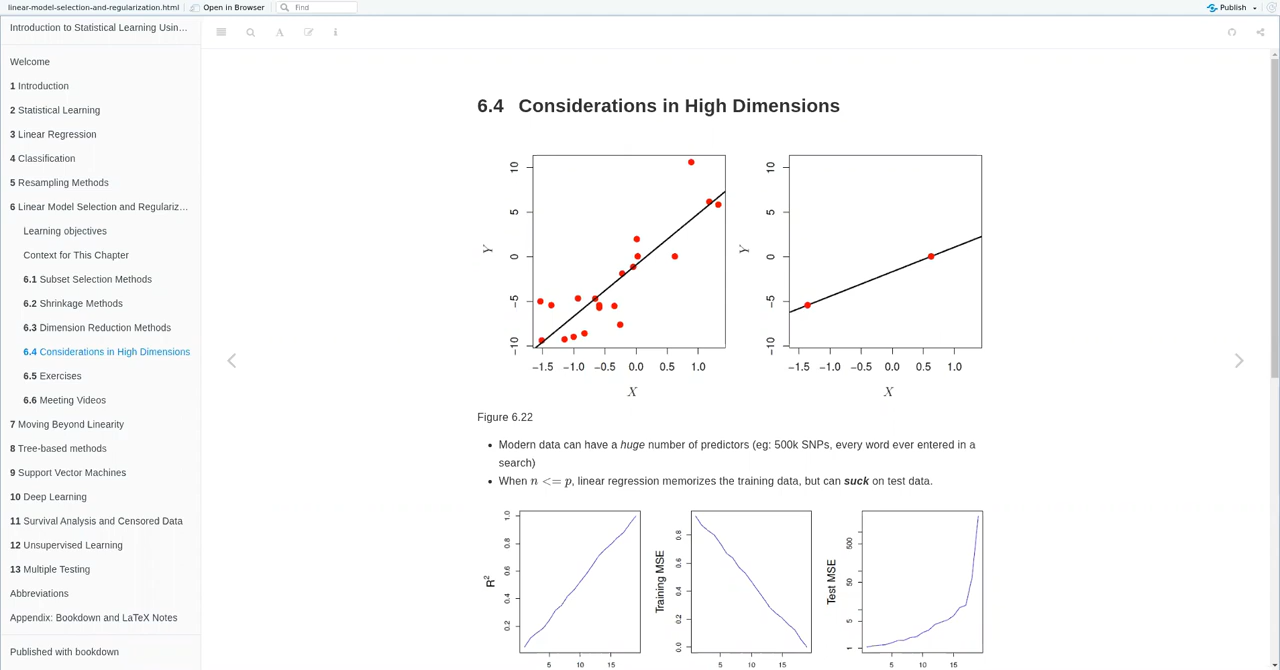 linear-model-selection-and-regularization.html Open in Browser Find Publish
Introduction to Statistical Learning Usin…
Welcome
1 Introduction
2 Statistical Learning
3 Linear Regression
4 Classification
5 Resampling Methods
6 Linear Model Selection and Regulariz…
Learning objectives
Context for This Chapter
6.1 Subset Selection Methods
6.2 Shrinkage Methods
6.3 Dimension Reduction Methods
6.4 Considerations in High Dimensions
6.5 Exercises
6.6 Meeting Videos
7 Moving Beyond Linearity
8 Tree-based methods
9 Support Vector Machines
10 Deep Learning
11 Survival Analysis and Censored Data
12 Unsupervised Learning
13 Multiple Testing
Abbreviations
Appendix: Bookdown and LaTeX Notes
Published with bookdown
A
i
6.4 Considerations in High Dimensions
10
5
0
−5
−10
Y
−1.5 −1.0 −0.5 0.0 0.5 1.0
X
10
5
0
−5
−10
Y
−1.5 −1.0 −0.5 0.0 0.5 1.0
X
Figure 6.22
• Modern data can have a huge number of predictors (eg: 500k SNPs, every word ever entered in a
search)
• When n <= p, linear regression memorizes the training data, but can suck on test data.
1.0
0.8
0.6
0.4
0.2
R²
5 10 15
0.8
0.6
0.4
0.2
0.0
Training MSE
5 10 15
500
50
5
1
Test MSE
5 10 15